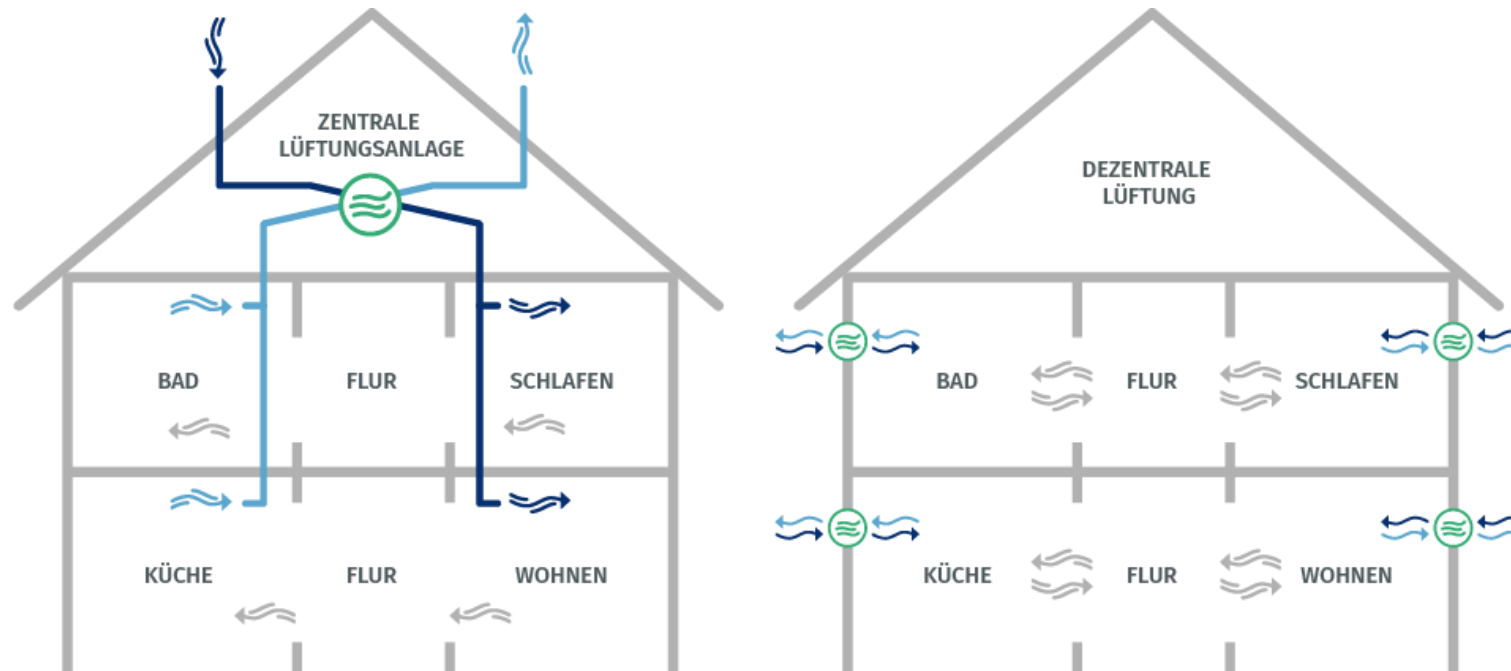 ZENTRALE
LÜFTUNGSANLAGE
BAD
FLUR
SCHLAFEN
KÜCHE
FLUR
WOHNEN
DEZENTRALE
LÜFTUNG
BAD
FLUR
SCHLAFEN
KÜCHE
FLUR
WOHNEN